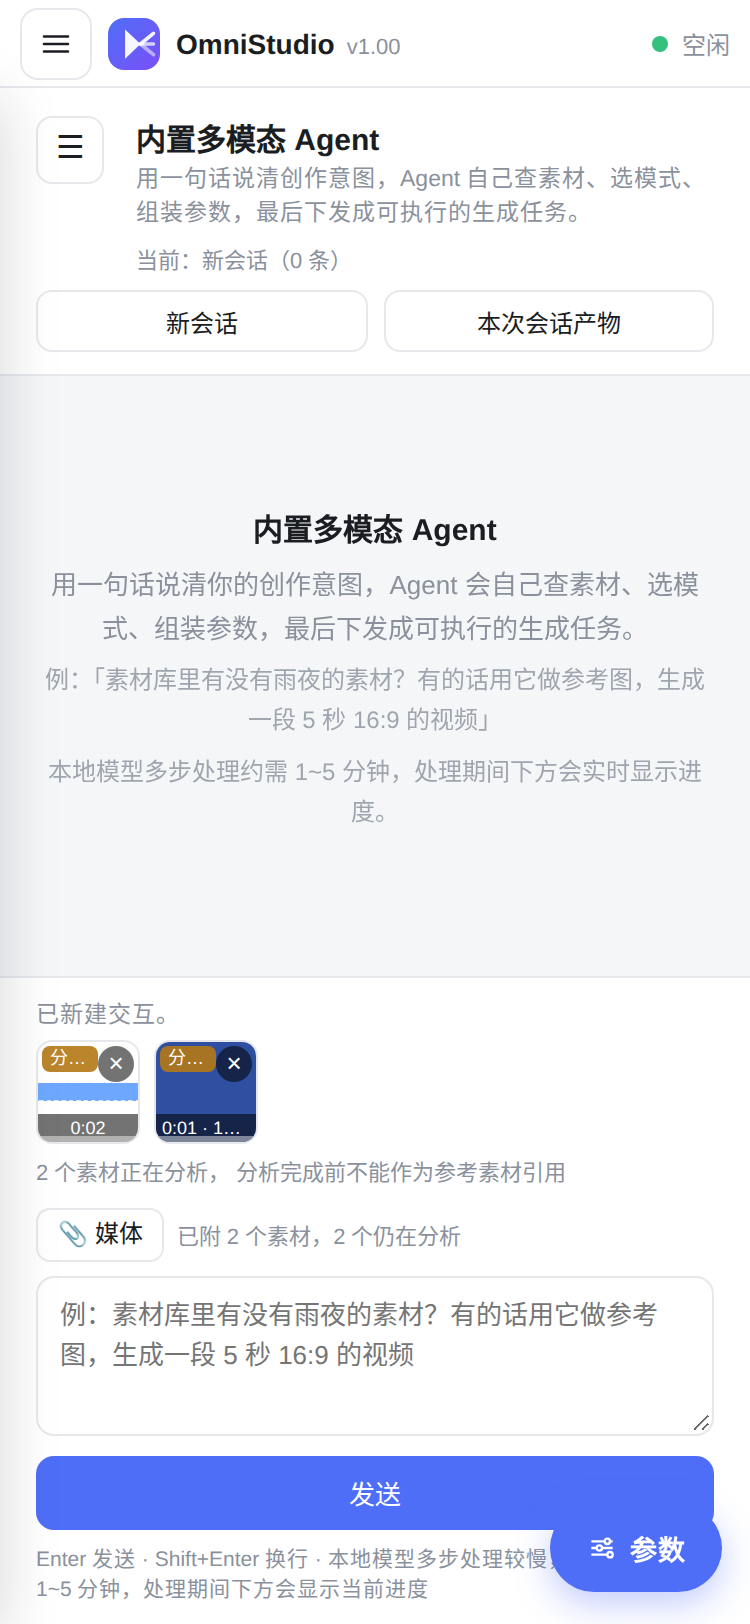 OmniStudio v1.00
空闲
内置多模态 Agent
用一句话说清创作意图，Agent 自己查素材、选模式、
组装参数，最后下发成可执行的生成任务。
当前：新会话（0 条）
新会话
本次会话产物
内置多模态 Agent
用一句话说清你的创作意图，Agent 会自己查素材、选模
式、组装参数，最后下发成可执行的生成任务。
例：「素材库里有没有雨夜的素材？有的话用它做参考图，生成
一段 5 秒 16:9 的视频」
本地模型多步处理约需 1~5 分钟，处理期间下方会实时显示进
度。
已新建交互。
分...
0:02
分...
0:01 · 1...
2 个素材正在分析， 分析完成前不能作为参考素材引用
媒体
已附 2 个素材，2 个仍在分析
例：素材库里有没有雨夜的素材？有的话用它做参考
图，生成一段 5 秒 16:9 的视频
发送
Enter 发送 · Shift+Enter 换行 · 本地模型多步处理较慢，
1~5 分钟，处理期间下方会显示当前进度
参数